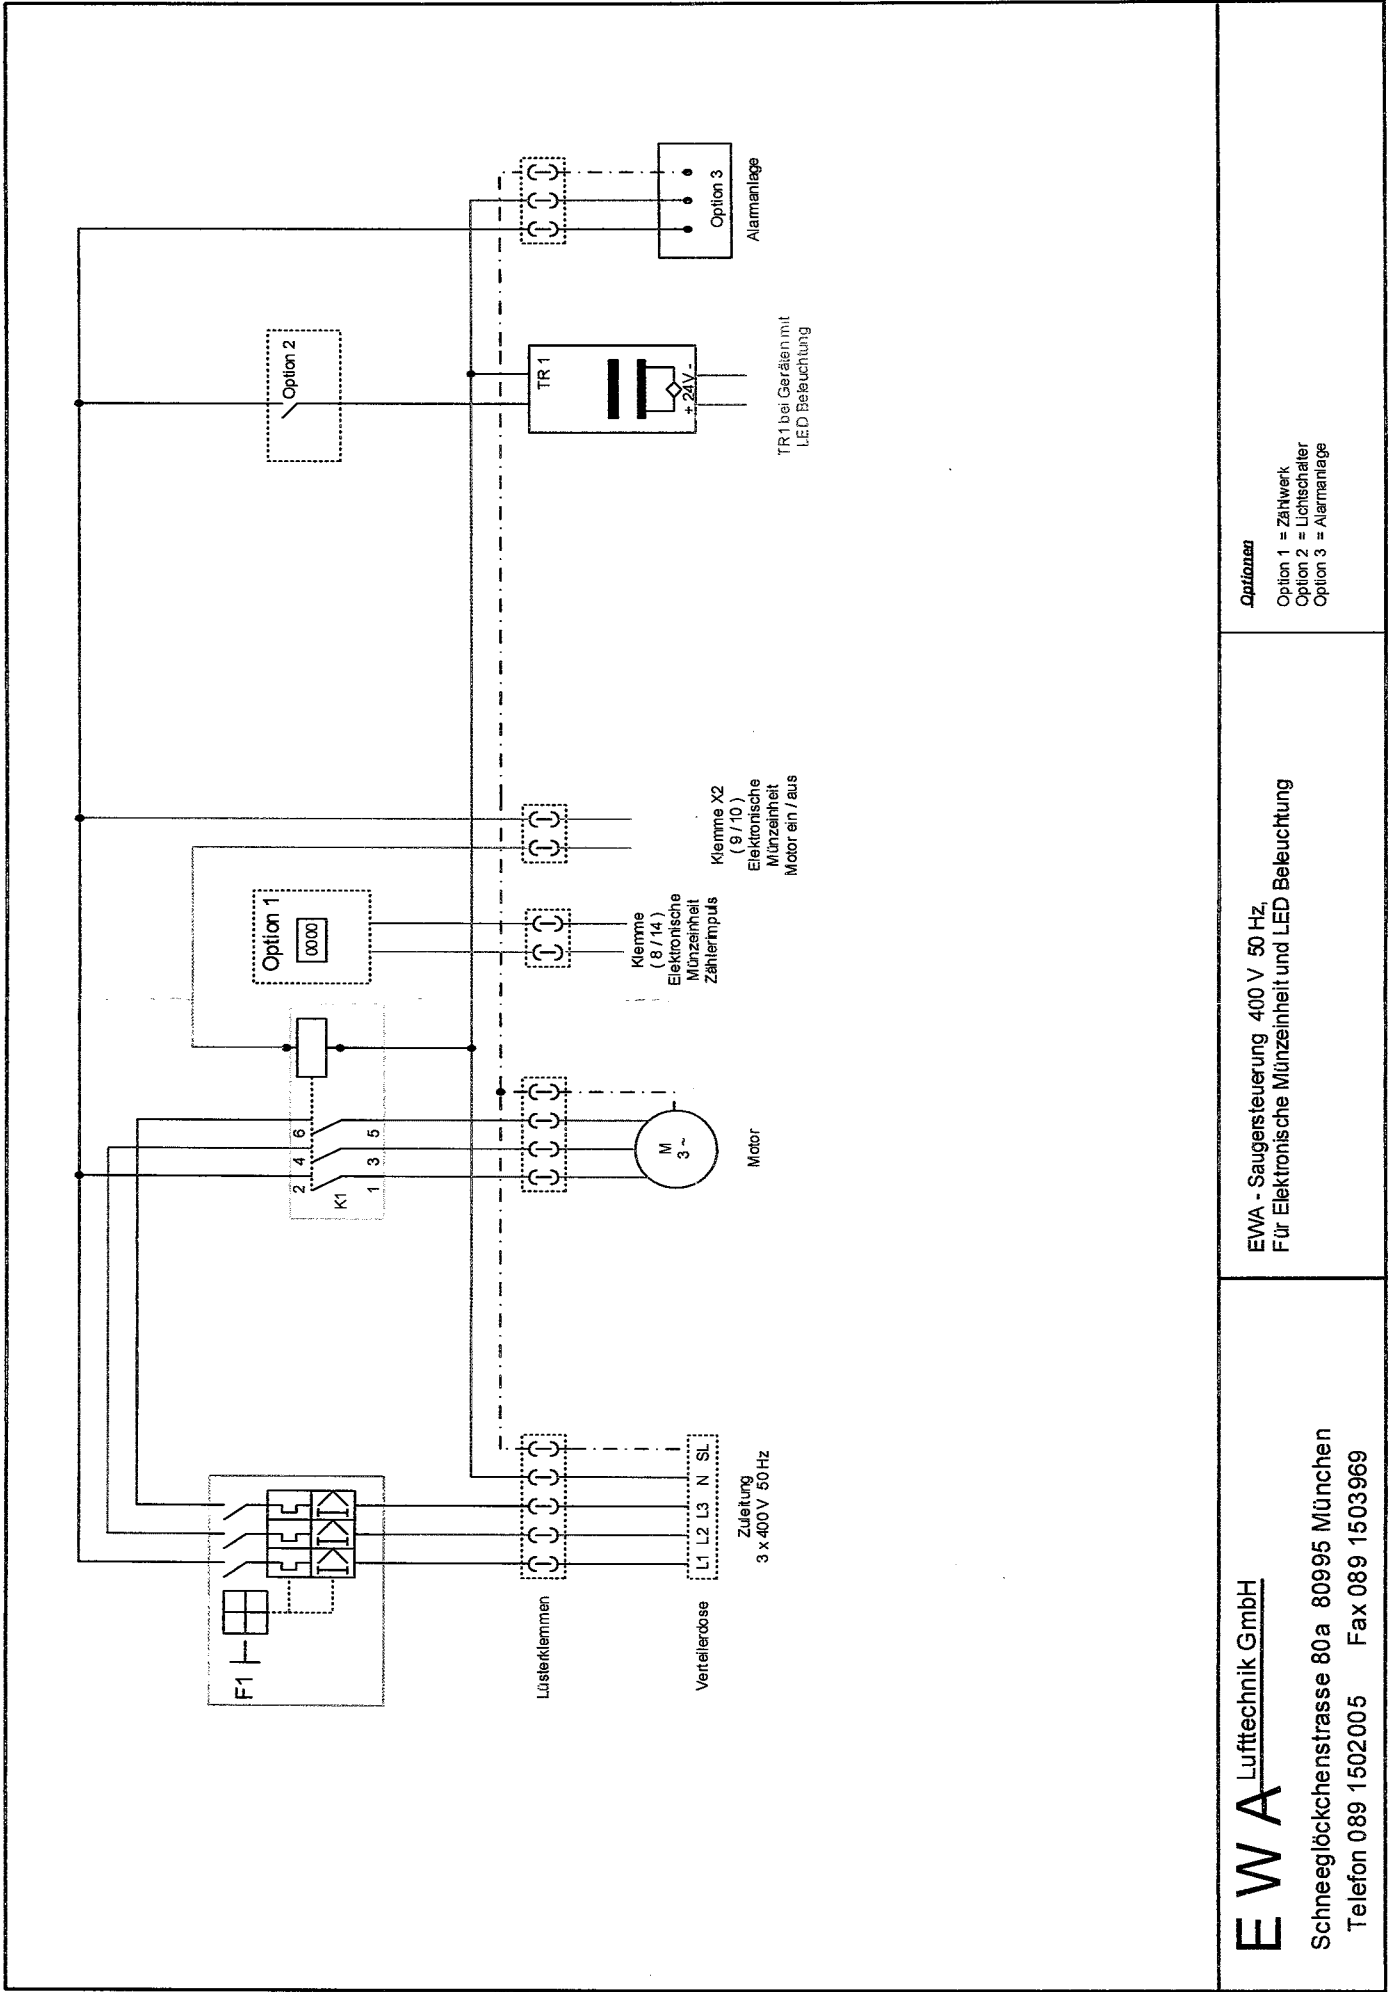 F1
Lüsterklemmen
Verteilerdose
L1 L2 L3 N SL
Zuleitung
3 x 400 V 50 Hz
2 4 6
K1
1 3 5
M
3 ~
Motor
Option 1
0000
Klemme
( 8 / 14 )
Elektronische
Münzeinheit
Zählerimpuls
Klemme X2
( 9 / 10 )
Elektronische
Münzeinheit
Motor ein / aus
Option 2
TR 1
+ 24V -
TR1 bei Geräten mit
LED Beleuchtung
Option 3
Alarmanlage
E W A Lufttechnik GmbH
Schneeglöckchenstrasse 80a 80995 München
Telefon 089 1502005 Fax 089 1503969
EWA - Saugersteuerung 400 V 50 Hz,
Für Elektronische Münzeinheit und LED Beleuchtung
Optionen
Option 1 = Zählwerk
Option 2 = Lichtschalter
Option 3 = Alarmanlage